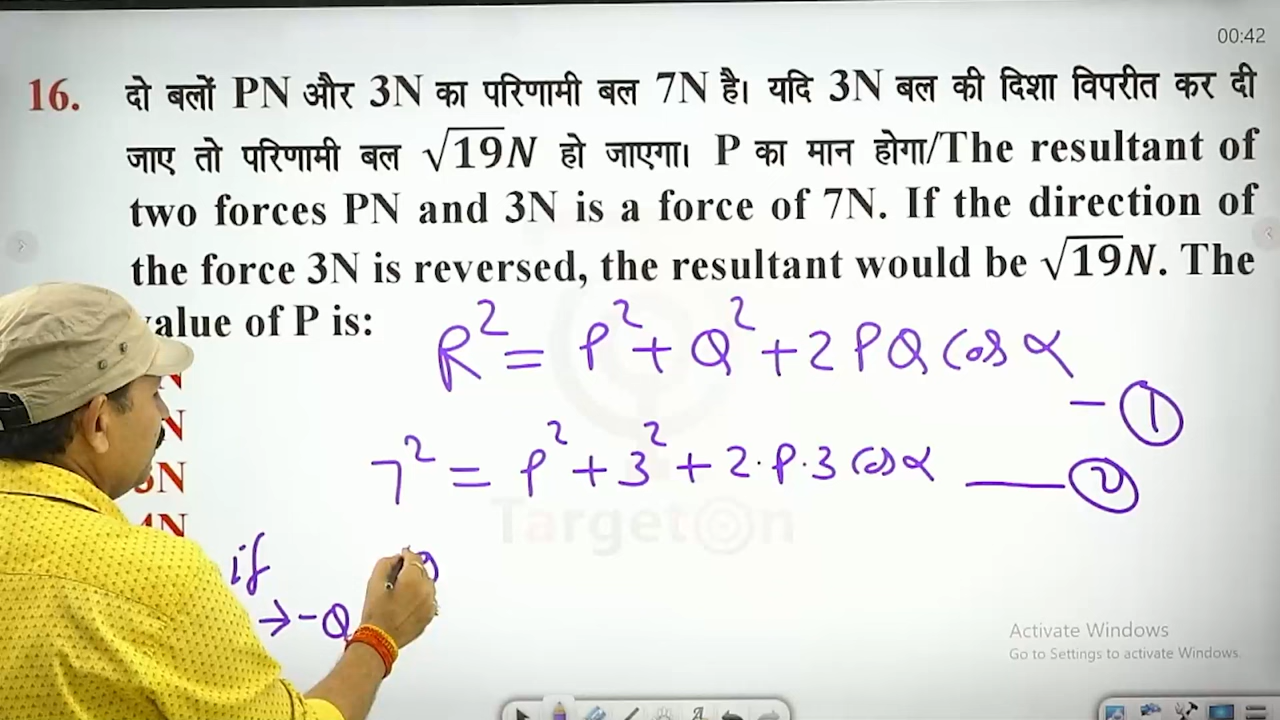 00:42
16. दो बलों PN और 3N का परिणामी बल 7N है। यदि 3N बल की दिशा विपरीत कर दी
जाए तो परिणामी बल √19N हो जाएगा। P का मान होगा/The resultant of
two forces PN and 3N is a force of 7N. If the direction of
the force 3N is reversed, the resultant would be √19N. The
value of P is:
R² = P² + Q² + 2PQ cos α
— ①
N
7² = P² + 3² + 2·P·3 cos α —— ②
3N
4N
TargetOn
if
→ -Q
Activate Windows
Go to Settings to activate Windows.